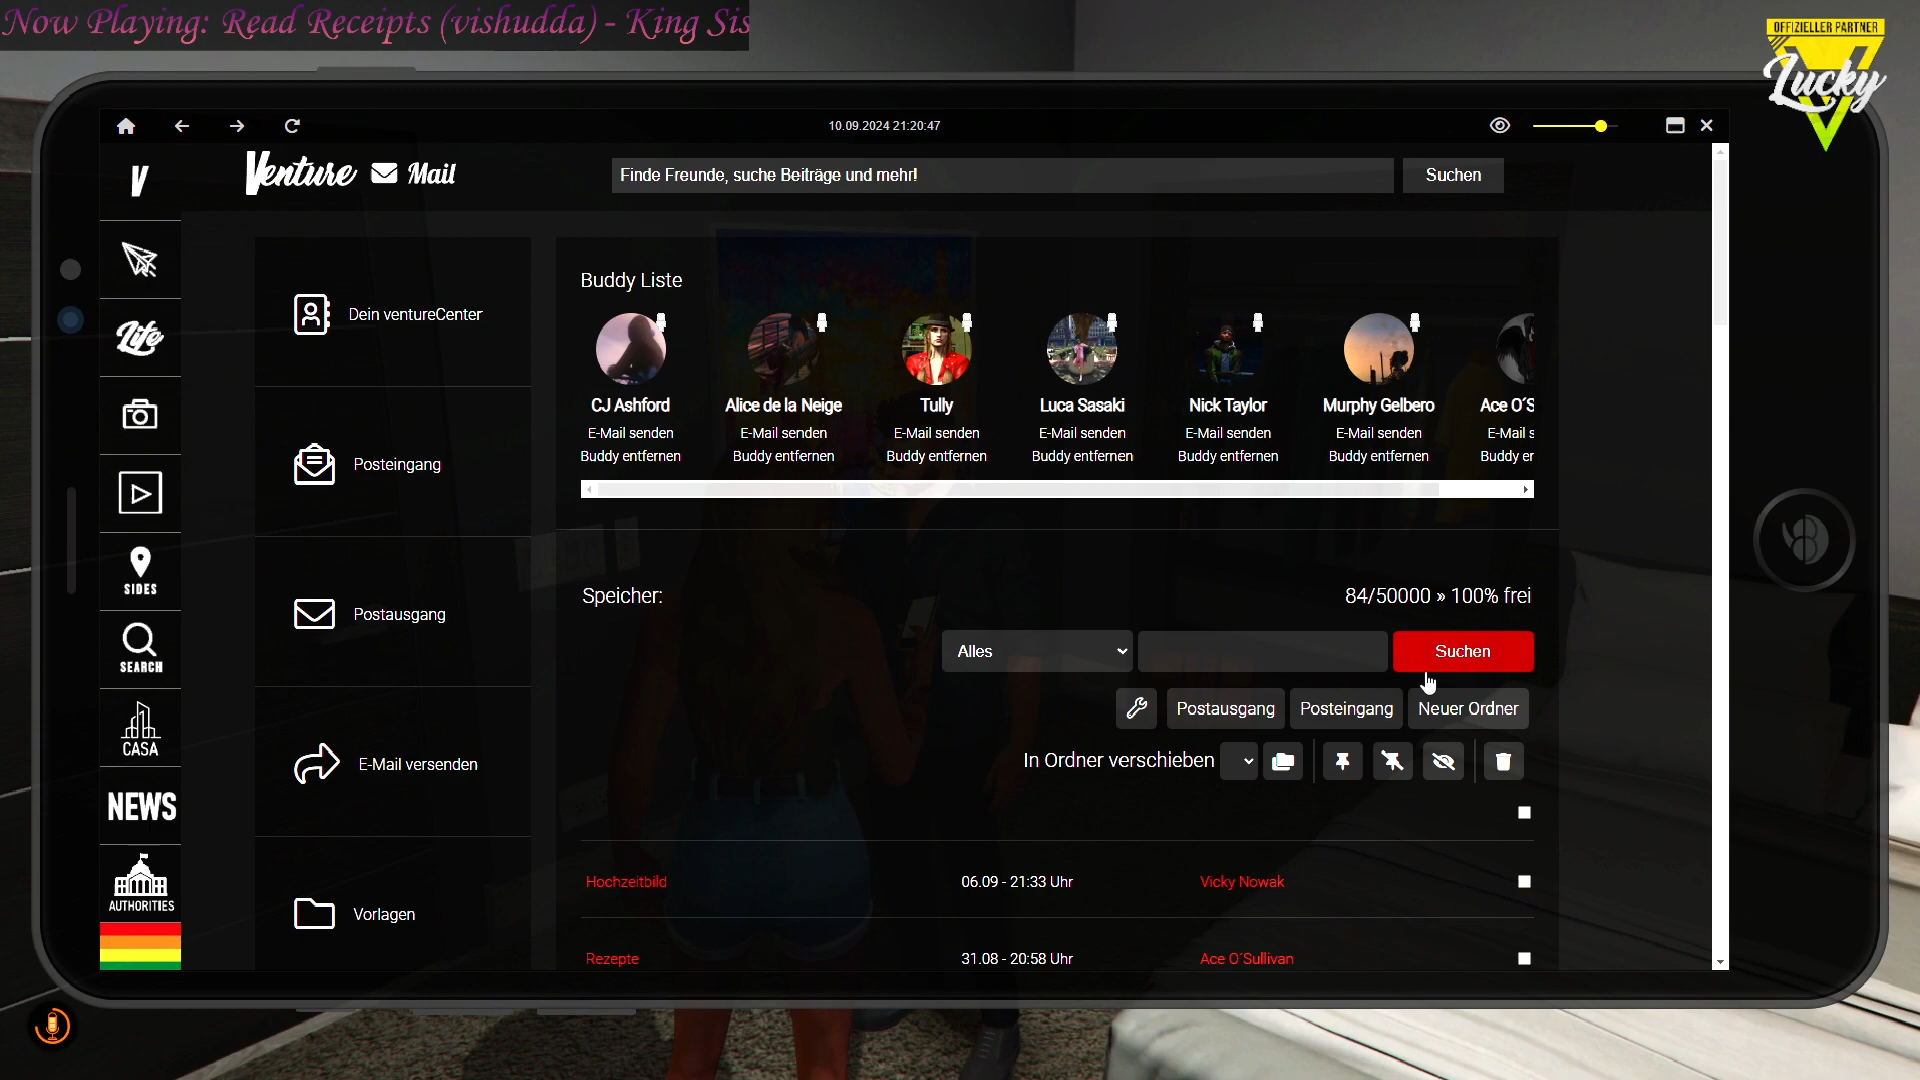 Now Playing: Read Receipts (vishudda) - King Sis
OFFIZIELLER PARTNER
Lucky
10.09.2024 21:20:47
V
Venture Mail
Finde Freunde, suche Beiträge und mehr!
Suchen
Life
SIDES
SEARCH
CASA
NEWS
AUTHORITIES
Dein ventureCenter
Posteingang
Postausgang
E-Mail versenden
Vorlagen
Buddy Liste
CJ Ashford
Alice de la Neige
Tully
Luca Sasaki
Nick Taylor
Murphy Gelbero
Ace O´S
E-Mail senden
E-Mail senden
E-Mail senden
E-Mail senden
E-Mail senden
E-Mail senden
E-Mail s
Buddy entfernen
Buddy entfernen
Buddy entfernen
Buddy entfernen
Buddy entfernen
Buddy entfernen
Buddy er
Speicher:
84/50000 » 100% frei
Alles
Suchen
Postausgang
Posteingang
Neuer Ordner
In Ordner verschieben
Hochzeitbild
06.09 - 21:33 Uhr
Vicky Nowak
Rezepte
31.08 - 20:58 Uhr
Ace O´Sullivan